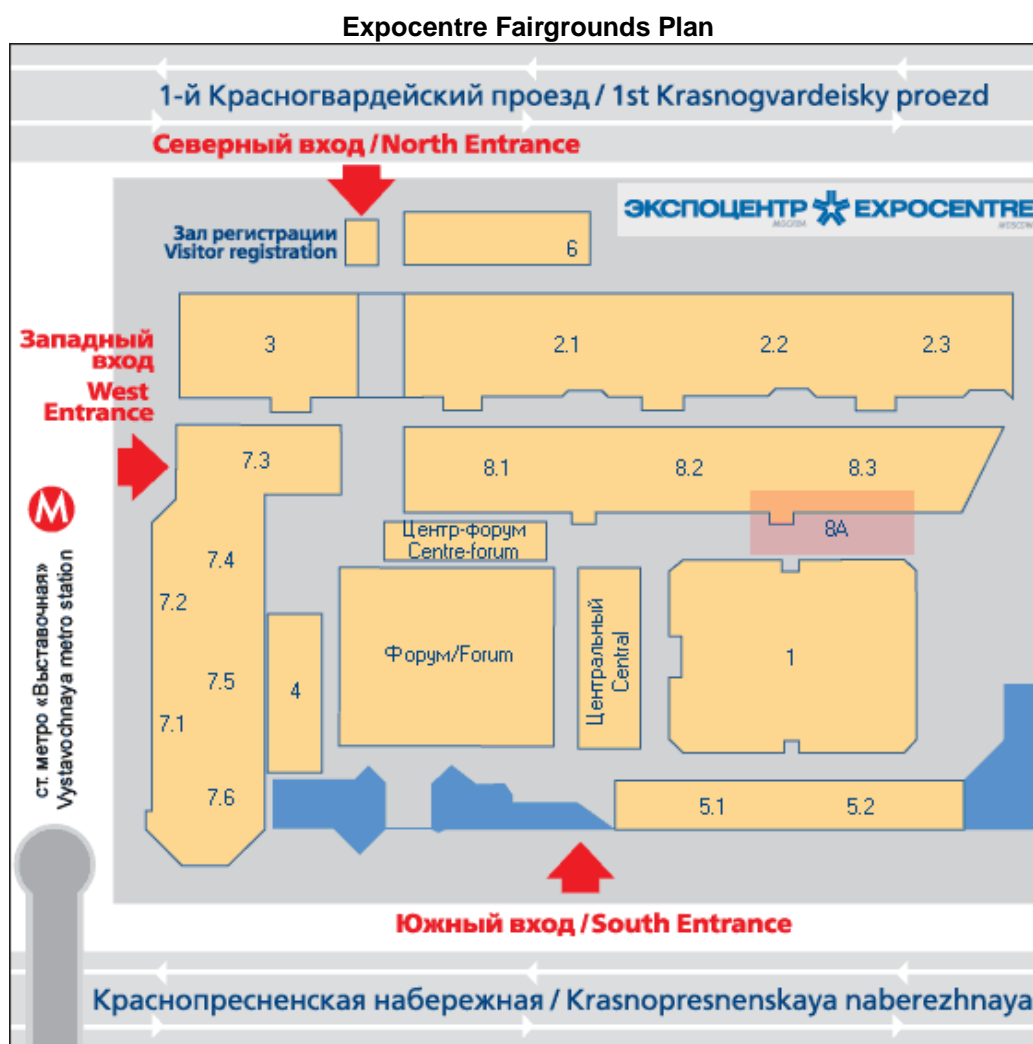 Expocentre Fairgrounds Plan
1-й Красногвардейский проезд / 1st Krasnogvardeisky proezd
Северный вход / North Entrance
ЭКСПОЦЕНТР EXPOCENTRE
МОСКВА MOSCOW
Зал регистрации
Visitor registration
6
Западный
вход
West
Entrance
3
2.1
2.2
2.3
7.3
8.1
8.2
8.3
М
Центр-форум
Centre-forum
8A
7.4
7.2
ст. метро «Выставочная»
Vystavochnaya metro station
Форум/Forum
Центральный
Central
1
7.5
4
7.1
7.6
5.1
5.2
Южный вход / South Entrance
Краснопресненская набережная / Krasnopresnenskaya naberezhnaya